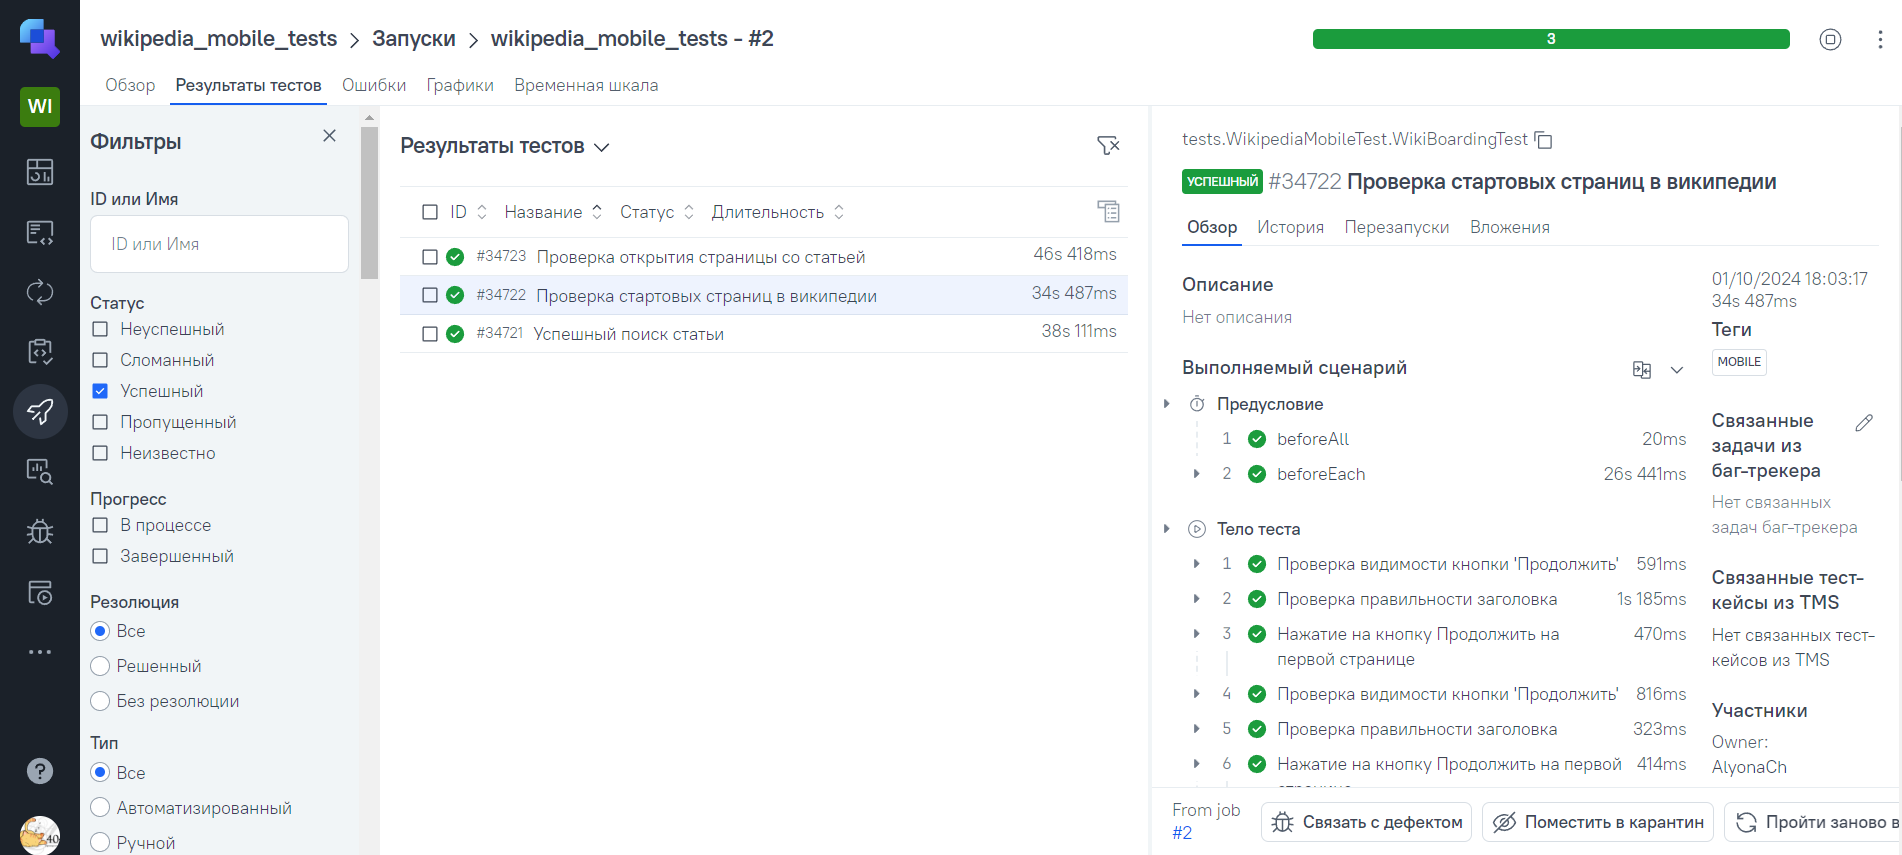 wikipedia_mobile_tests > Запуски > wikipedia_mobile_tests - #2
3
Обзор Результаты тестов Ошибки Графики Временная шкала
WI
Фильтры
ID или Имя
ID или Имя
Статус
Неуспешный
Сломанный
Успешный
Пропущенный
Неизвестно
Прогресс
В процессе
Завершенный
Резолюция
Все
Решенный
Без резолюции
Тип
Все
Автоматизированный
Ручной
Результаты тестов
ID Название Статус Длительность
#34723 Проверка открытия страницы со статьей 46s 418ms
#34722 Проверка стартовых страниц в википедии 34s 487ms
#34721 Успешный поиск статьи 38s 111ms
tests.WikipediaMobileTest.WikiBoardingTest
УСПЕШНЫЙ #34722 Проверка стартовых страниц в википедии
Обзор История Перезапуски Вложения
Описание
Нет описания
Выполняемый сценарий
Предусловие
1 beforeAll 20ms
2 beforeEach 26s 441ms
Тело теста
1 Проверка видимости кнопки 'Продолжить' 591ms
2 Проверка правильности заголовка 1s 185ms
3 Нажатие на кнопку Продолжить на 470ms
первой странице
4 Проверка видимости кнопки 'Продолжить' 816ms
5 Проверка правильности заголовка 323ms
6 Нажатие на кнопку Продолжить на первой 414ms
01/10/2024 18:03:17
34s 487ms
Теги
MOBILE
Связанные
задачи из
баг-трекера
Нет связанных
задач баг-трекера
Связанные тест-
кейсы из TMS
Нет связанных тест-
кейсов из TMS
Участники
Owner:
AlyonaCh
From job
#2
Связать с дефектом
Поместить в карантин
Пройти заново в
?
40